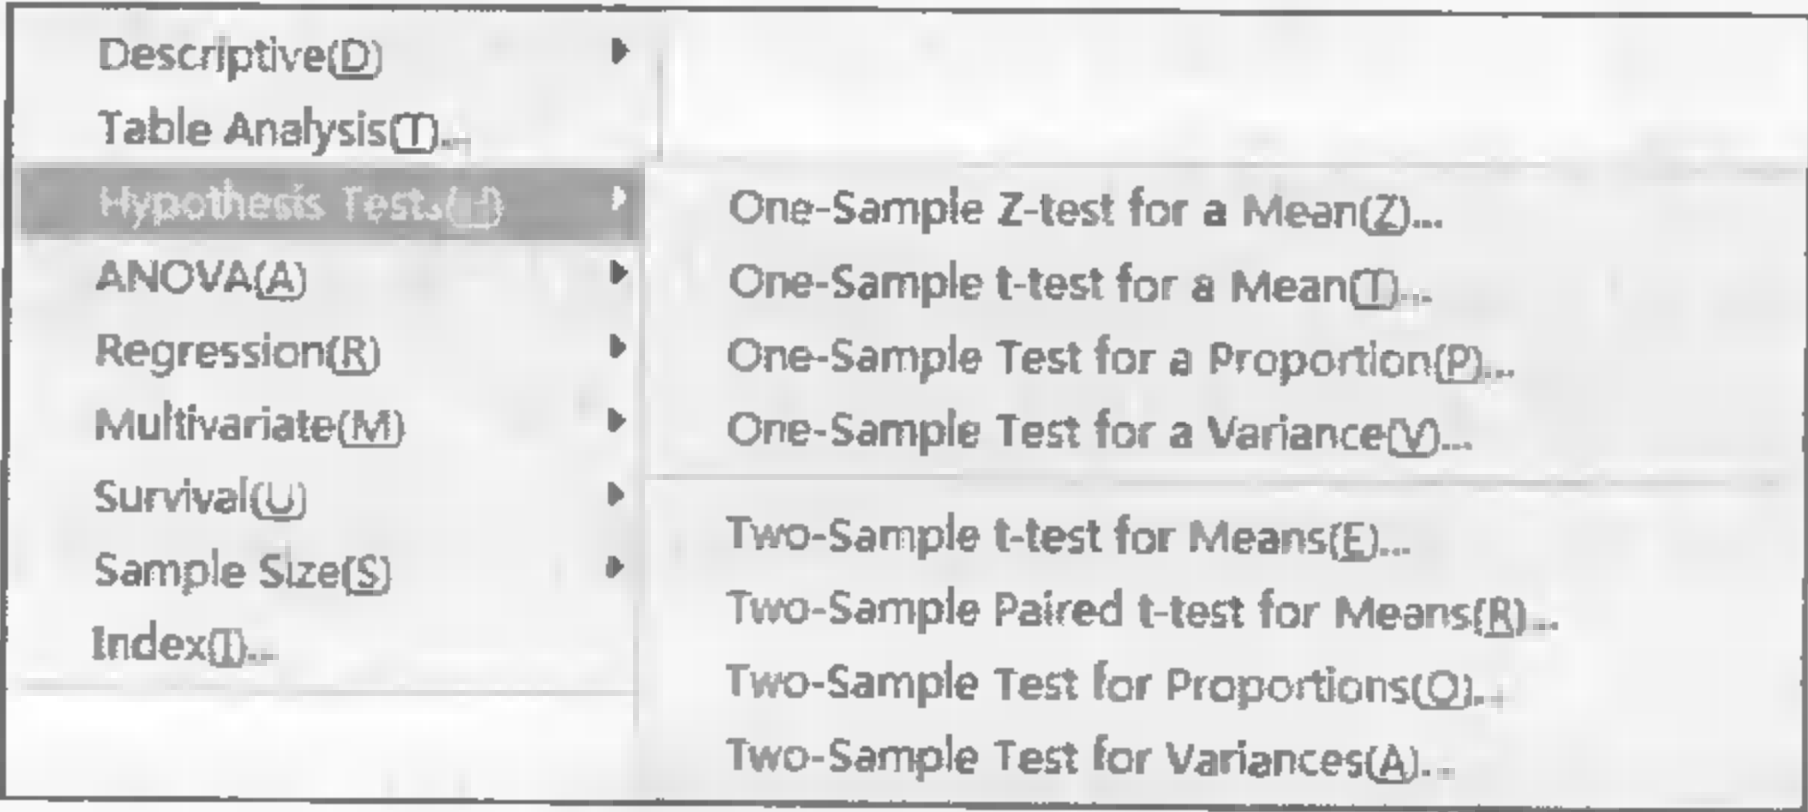 Descriptive(D)
Table Analysis(T)...
Hypothesis Tests(H)
ANOVA(A)
Regression(R)
Multivariate(M)
Survival(U)
Sample Size(S)
Index(I)...
One-Sample Z-test for a Mean(Z)...
One-Sample t-test for a Mean(T)...
One-Sample Test for a Proportion(P)...
One-Sample Test for a Variance(V)...
Two-Sample t-test for Means(E)...
Two-Sample Paired t-test for Means(R)...
Two-Sample Test for Proportions(O)...
Two-Sample Test for Variances(A)...